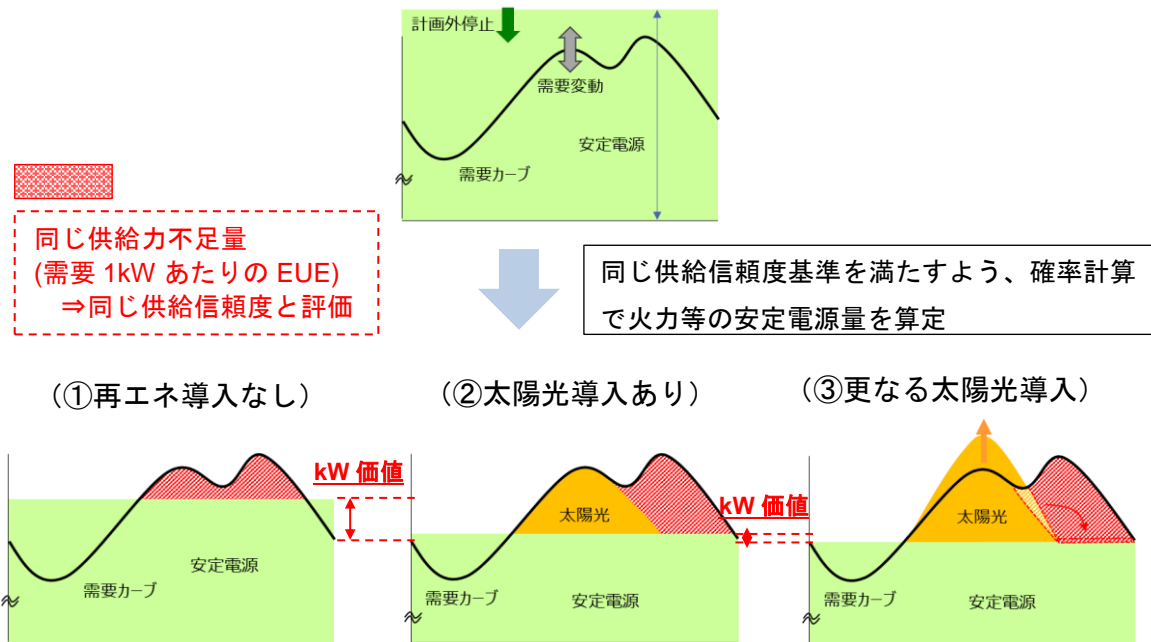 計画外停止
需要変動
安定電源
需要カーブ
同じ供給力不足量
(需要 1kW あたりの EUE)
⇒同じ供給信頼度と評価
同じ供給信頼度基準を満たすよう、確率計算
で火力等の安定電源量を算定
（①再エネ導入なし）
（②太陽光導入あり）
（③更なる太陽光導入）
kW 価値
安定電源
需要カーブ
太陽光
kW 価値
需要カーブ
安定電源
太陽光
需要カーブ
安定電源